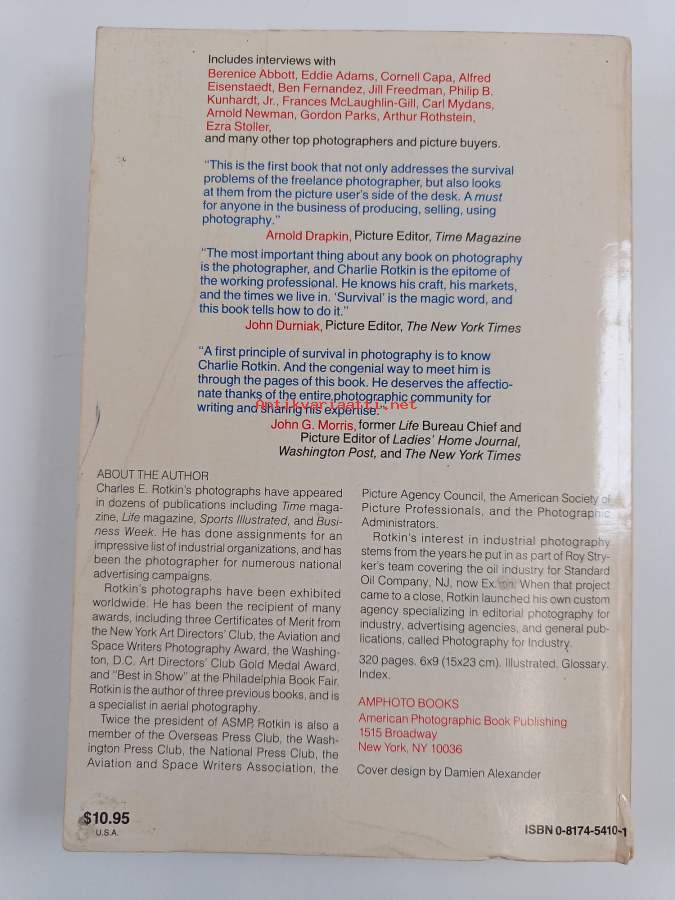 Includes interviews with
Berenice Abbott, Eddie Adams, Cornell Capa, Alfred
Eisenstaedt, Ben Fernandez, Jill Freedman, Philip B.
Kunhardt, Jr., Frances McLaughlin-Gill, Carl Mydans,
Arnold Newman, Gordon Parks, Arthur Rothstein,
Ezra Stoller,
and many other top photographers and picture buyers.
“This is the first book that not only addresses the survival
problems of the freelance photographer, but also looks
at them from the picture user's side of the desk. A must
for anyone in the business of producing, selling, using
photography.”
Arnold Drapkin, Picture Editor, Time Magazine
“The most important thing about any book on photography
is the photographer, and Charlie Rotkin is the epitome of
the working professional. He knows his craft, his markets,
and the times we live in. ‘Survival’ is the magic word, and
this book tells how to do it.”
John Durniak, Picture Editor, The New York Times
“A first principle of survival in photography is to know
Charlie Rotkin. And the congenial way to meet him is
through the pages of this book. He deserves the affectio-
nate thanks of the entire photographic community for
writing and sharing his expertise.”
Antikvariaatti.net
John G. Morris, former Life Bureau Chief and
Picture Editor of Ladies' Home Journal,
Washington Post, and The New York Times
ABOUT THE AUTHOR
Charles E. Rotkin's photographs have appeared
in dozens of publications including Time maga-
zine, Life magazine, Sports Illustrated, and Busi-
ness Week. He has done assignments for an
impressive list of industrial organizations, and has
been the photographer for numerous national
advertising campaigns.
Rotkin's photographs have been exhibited
worldwide. He has been the recipient of many
awards, including three Certificates of Merit from
the New York Art Directors' Club, the Aviation and
Space Writers Photography Award, the Washing-
ton, D.C. Art Directors' Club Gold Medal Award,
and “Best in Show” at the Philadelphia Book Fair.
Rotkin is the author of three previous books, and is
a specialist in aerial photography.
Twice the president of ASMP, Rotkin is also a
member of the Overseas Press Club, the Wash-
ington Press Club, the National Press Club, the
Aviation and Space Writers Association, the
Picture Agency Council, the American Society of
Picture Professionals, and the Photographic
Administrators.
Rotkin's interest in industrial photography
stems from the years he put in as part of Roy Stry-
ker's team covering the oil industry for Standard
Oil Company, NJ, now Exxon. When that project
came to a close, Rotkin launched his own custom
agency specializing in editorial photography for
industry, advertising agencies, and general pub-
lications, called Photography for Industry.
320 pages. 6x9 (15x23 cm). Illustrated. Glossary.
Index.
AMPHOTO BOOKS
American Photographic Book Publishing
1515 Broadway
New York, NY 10036
Cover design by Damien Alexander
$10.95
U.S.A.
ISBN 0-8174-5410-1